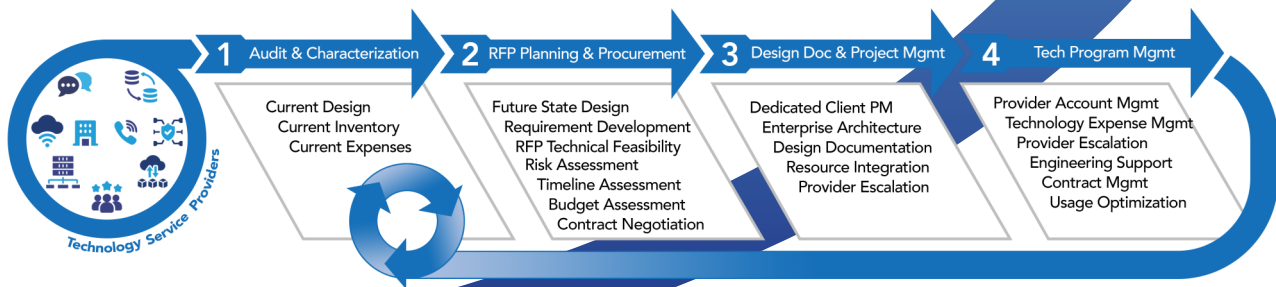 Technology Service Providers
1 Audit & Characterization
Current Design
Current Inventory
Current Expenses
2 RFP Planning & Procurement
Future State Design
Requirement Development
RFP Technical Feasibility
Risk Assessment
Timeline Assessment
Budget Assessment
Contract Negotiation
3 Design Doc & Project Mgmt
Dedicated Client PM
Enterprise Architecture
Design Documentation
Resource Integration
Provider Escalation
4 Tech Program Mgmt
Provider Account Mgmt
Technology Expense Mgmt
Provider Escalation
Engineering Support
Contract Mgmt
Usage Optimization